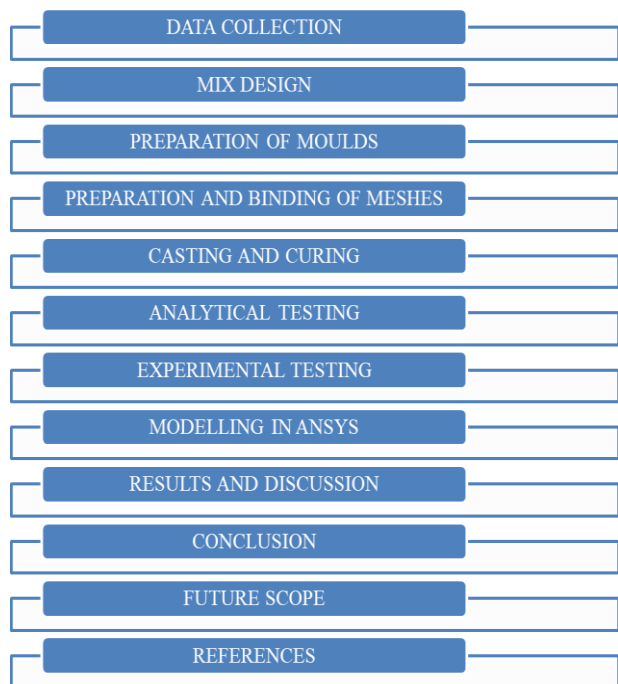 DATA COLLECTION
MIX DESIGN
PREPARATION OF MOULDS
PREPARATION AND BINDING OF MESHES
CASTING AND CURING
ANALYTICAL TESTING
EXPERIMENTAL TESTING
MODELLING IN ANSYS
RESULTS AND DISCUSSION
CONCLUSION
FUTURE SCOPE
REFERENCES